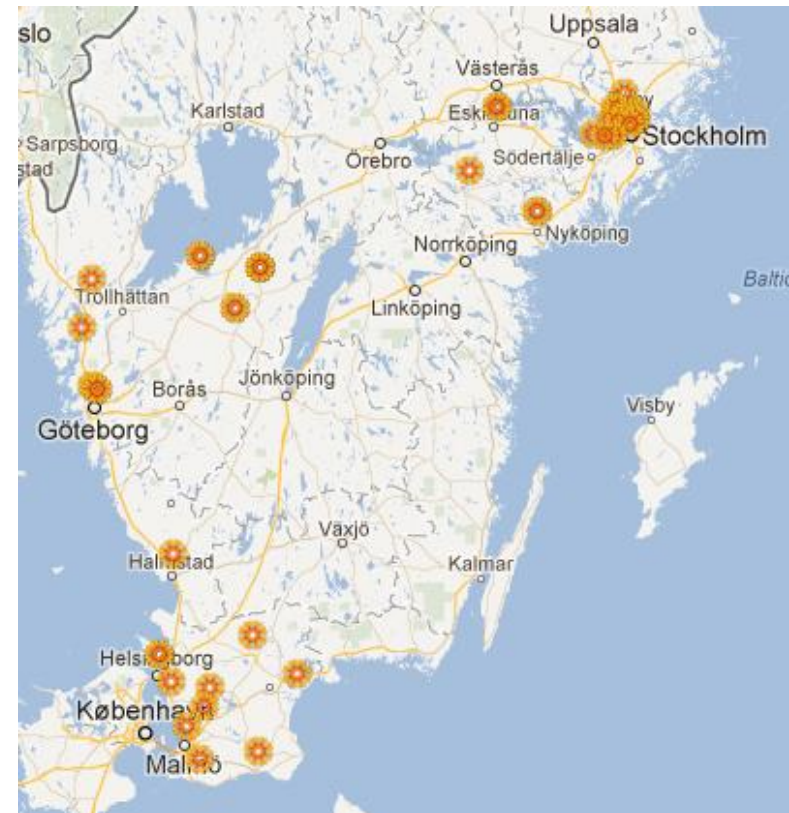 Uppsala
slo
Västerås
Karlstad
Stockholm
Sarpsborg
stad
Örebro
Södertälje
Nyköping
Norrköping
Baltic
Trollhättan
Linköping
Jönköping
Borås
Visby
Göteborg
Växjö
Kalmar